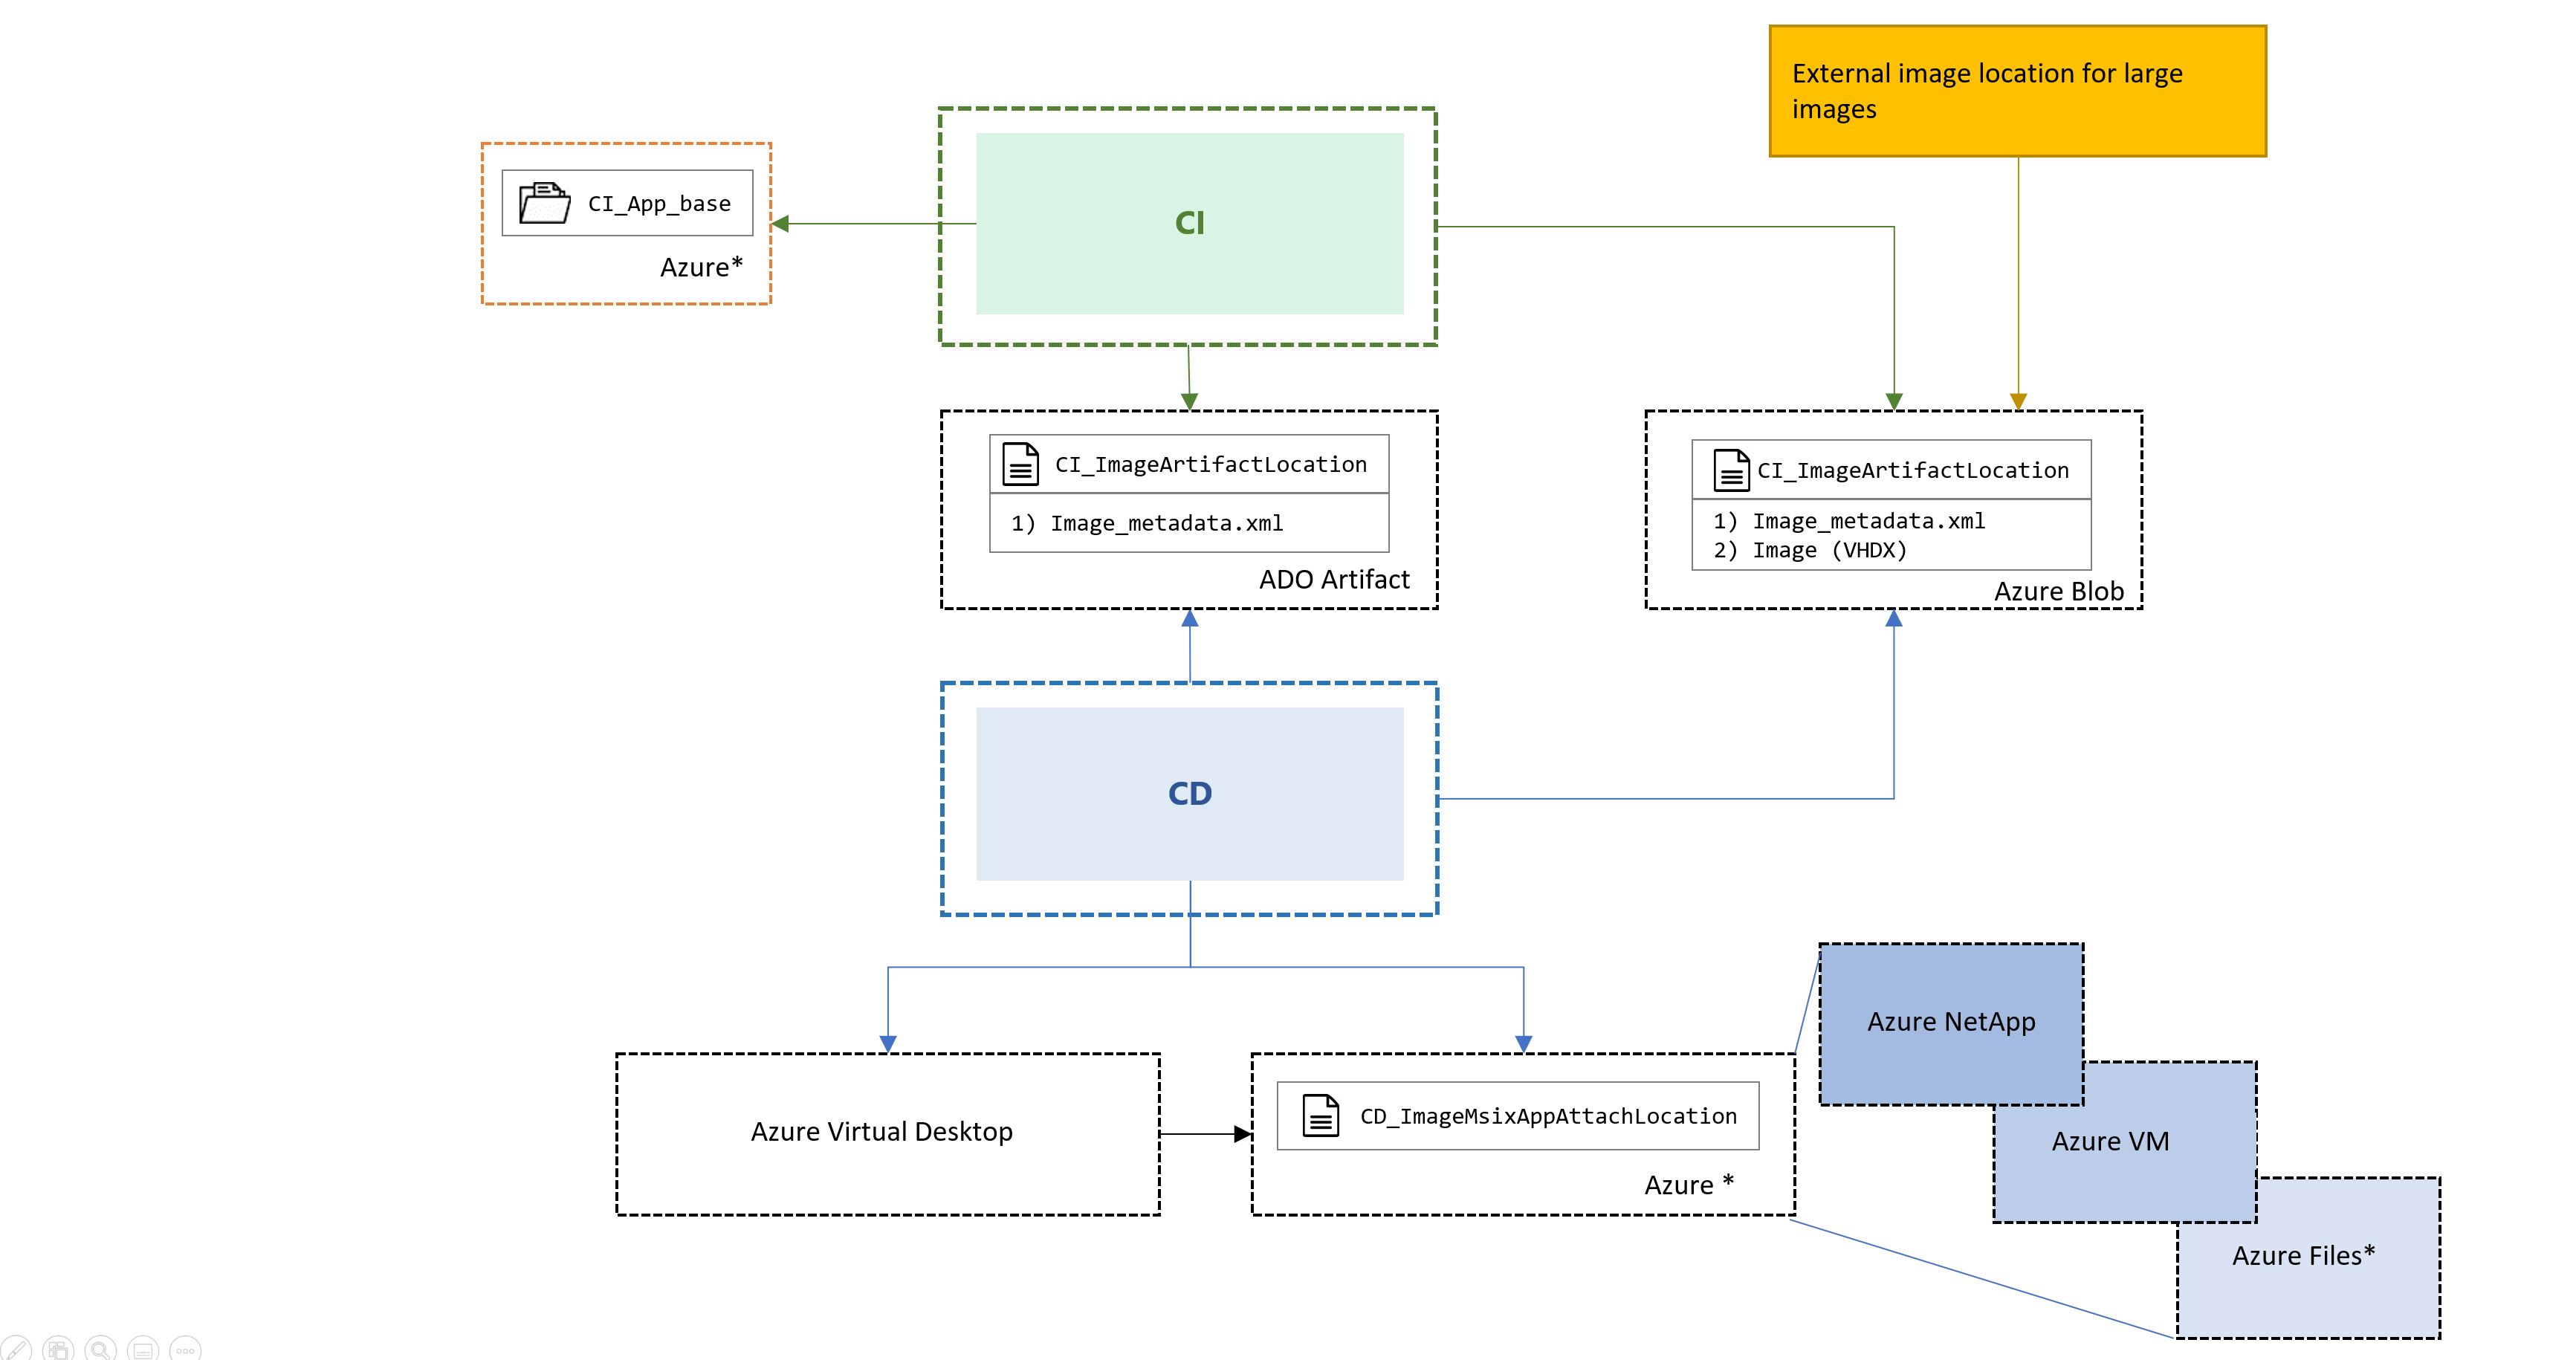 External image location for large
images
CI_App_base
Azure*
CI
CI_ImageArtifactLocation
1) Image_metadata.xml
ADO Artifact
CI_ImageArtifactLocation
1) Image_metadata.xml
2) Image (VHDX)
Azure Blob
CD
Azure Virtual Desktop
CD_ImageMsixAppAttachLocation
Azure *
Azure NetApp
Azure VM
Azure Files*